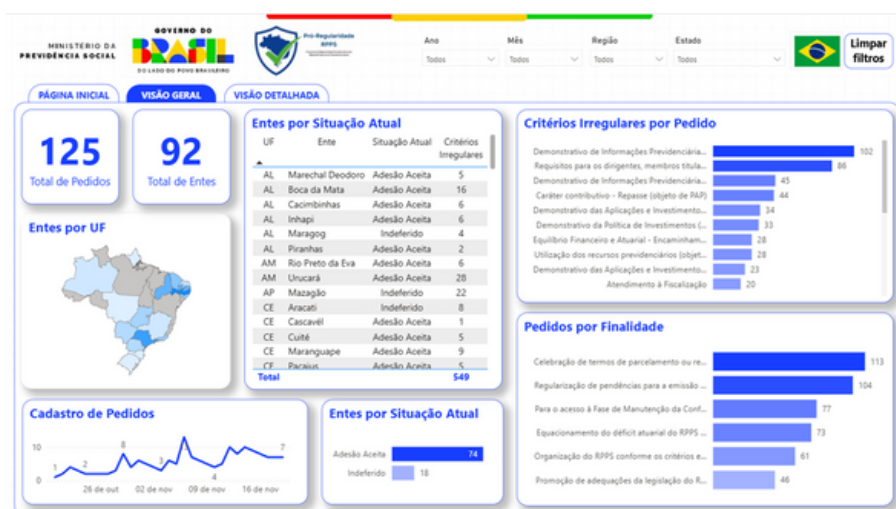 MINISTÉRIO DA
PREVIDÊNCIA SOCIAL
GOVERNO DO
BRASIL
DO LADO DO POVO BRASILEIRO
Pró-Regularidade
RPPS
Ano
Todos
Mês
Todos
Região
Todos
Estado
Todos
Limpar
filtros
PÁGINA INICIAL
VISÃO GERAL
VISÃO DETALHADA
125
Total de Pedidos
92
Total de Entes
Entes por UF
Entes por Situação Atual
UF Ente Situação Atual Critérios
Irregulares
AL Marechal Deodoro Adesão Aceita 5
AL Boca da Mata Adesão Aceita 16
AL Cacimbinhas Adesão Aceita 6
AL Inhapi Adesão Aceita 6
AL Maragog Indeferido 4
AL Piranhas Adesão Aceita 2
AM Rio Preto da Eva Adesão Aceita 6
AM Urucará Adesão Aceita 28
AP Mazagão Indeferido 22
CE Aracati Indeferido 8
CE Cascavél Adesão Aceita 1
CE Cuité Adesão Aceita 5
CE Maranguape Adesão Aceita 9
CE Pacajus Adesão Aceita 5
Total 549
Critérios Irregulares por Pedido
Demonstrativo de Informações Previdenciária... 102
Requisitos para os dirigentes, membros titula... 86
Demonstrativo de Informações Previdenciária... 45
Caráter contributivo - Repasse (objeto de PAP) 44
Demonstrativo das Aplicações e Investimento... 34
Demonstrativo da Política de Investimentos (... 33
Equilíbrio Financeiro e Atuarial - Encaminham... 28
Utilização dos recursos previdenciários (objet... 28
Demonstrativo das Aplicações e Investimento... 23
Atendimento à Fiscalização 20
Pedidos por Finalidade
Celebração de termos de parcelamento ou re... 113
Regularização de pendências para a emissão ... 104
Para o acesso à Fase de Manutenção da Conf... 77
Equacionamento do déficit atuarial do RPPS ... 73
Organização do RPPS conforme os critérios e... 61
Promoção de adequações da legislação do R... 46
Cadastro de Pedidos
10
0
1
2
8
3
4
7
26 de out 02 de nov 09 de nov 16 de nov
Entes por Situação Atual
Adesão Aceita 74
Indeferido 18